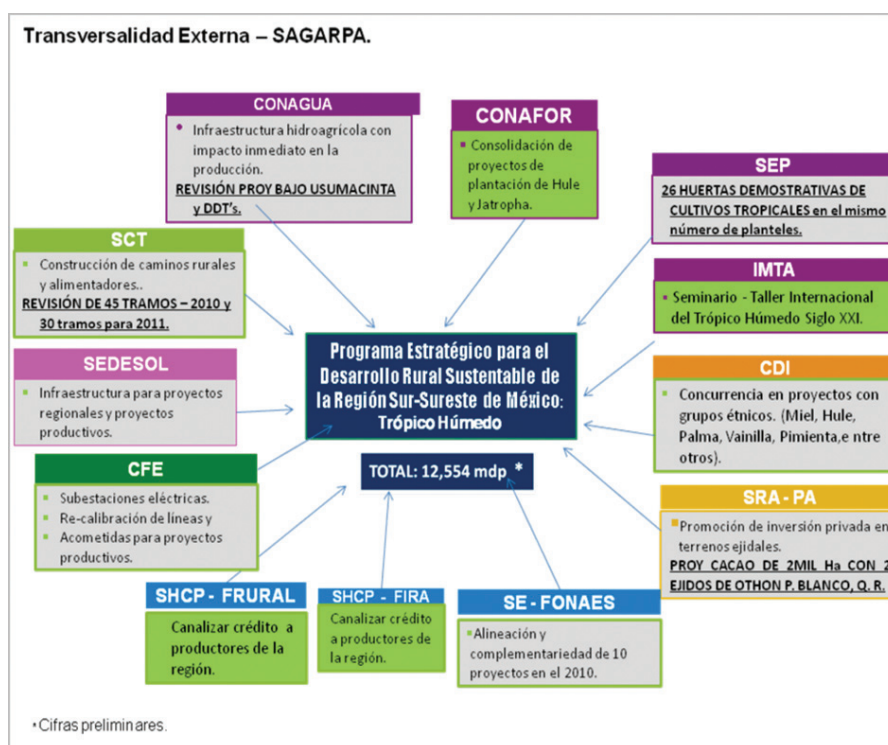 Transversalidad Externa – SAGARPA.
CONAGUA
Infraestructura hidroagrícola con
impacto inmediato en la
producción.
REVISIÓN PROY BAJO USUMACINTA
y DDT's.
CONAFOR
Consolidación de
proyectos de
plantación de Hule
y Jatropha.
SEP
26 HUERTAS DEMOSTRATIVAS DE
CULTIVOS TROPICALES en el mismo
número de planteles.
SCT
Construcción de caminos rurales
y alimentadores..
REVISIÓN DE 45 TRAMOS – 2010 y
30 tramos para 2011.
IMTA
Seminario - Taller Internacional
del Trópico Húmedo Siglo XXI.
SEDESOL
Infraestructura para proyectos
regionales y proyectos
productivos.
Programa Estratégico para el
Desarrollo Rural Sustentable de
la Región Sur-Sureste de México:
Trópico Húmedo
TOTAL: 12,554 mdp *
CDI
Concurrencia en proyectos con
grupos étnicos. (Miel, Hule,
Palma, Vainilla, Pimienta,e ntre
otros).
CFE
Subestaciones eléctricas.
Re-calibración de líneas y
Acometidas para proyectos
productivos.
SRA - PA
Promoción de inversión privada en
terrenos ejidales.
PROY CACAO DE 2MIL Ha CON 2
EJIDOS DE OTHON P. BLANCO, Q. R.
SHCP - FRURAL
Canalizar crédito a
productores de la
región.
SHCP - FIRA
Canalizar crédito
a productores de
la región.
SE - FONAES
Alineación y
complementariedad de 10
proyectos en el 2010.
• Cifras preliminares.